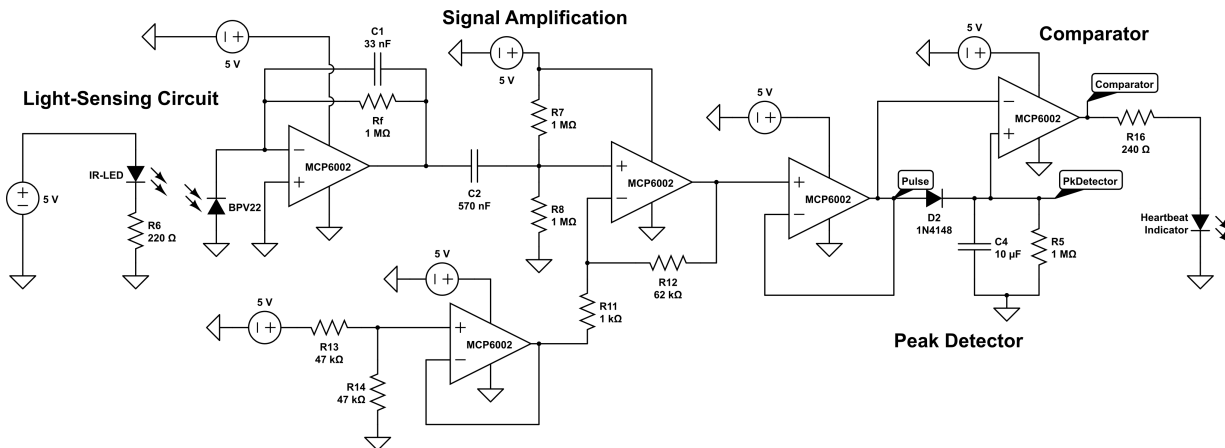 Signal Amplification
Comparator
Light-Sensing Circuit
Peak Detector
5 V
IR-LED
R6
220 Ω
BPV22
5 V
C1
33 nF
Rf
1 MΩ
MCP6002
C2
570 nF
5 V
R7
1 MΩ
R8
1 MΩ
MCP6002
R12
62 kΩ
R11
1 kΩ
5 V
R13
47 kΩ
R14
47 kΩ
5 V
MCP6002
5 V
MCP6002
Pulse
D2
1N4148
C4
10 µF
R5
1 MΩ
PkDetector
5 V
MCP6002
Comparator
R16
240 Ω
Heartbeat
Indicator